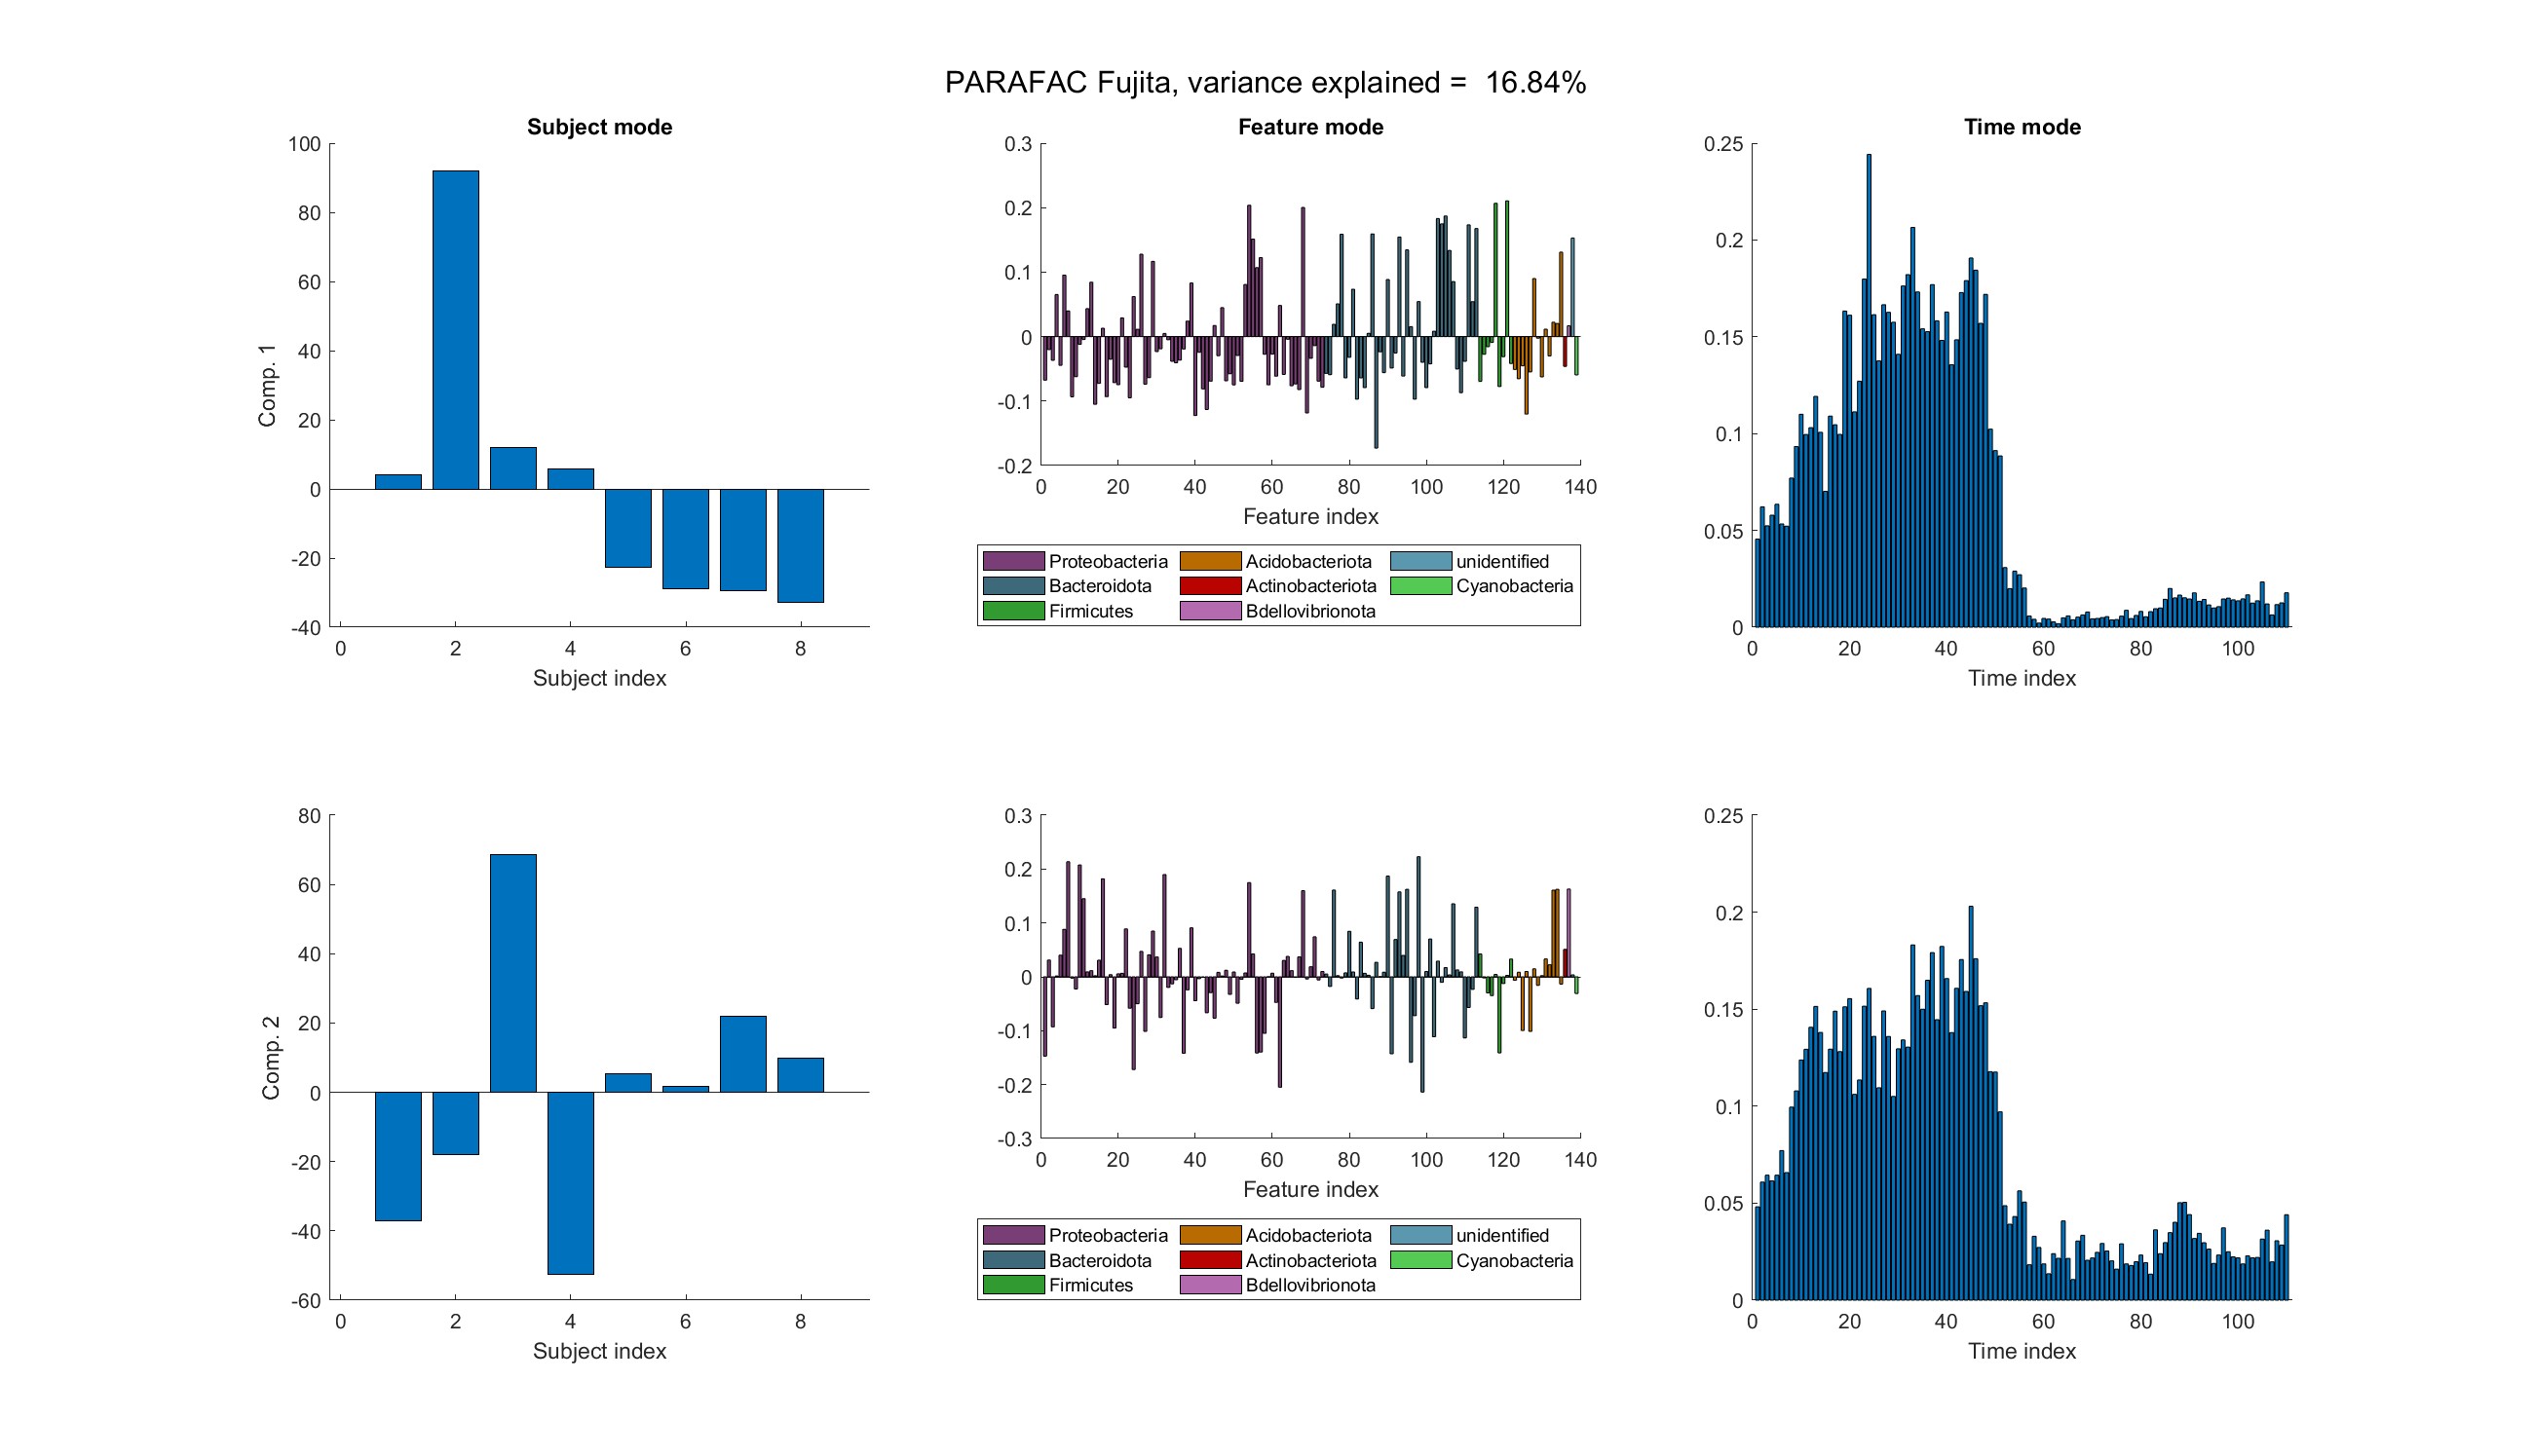 PARAFAC Fujita, variance explained =  16.84%
Subject mode
100
80
60
40
20
0
-20
-40
0 2 4 6 8
Subject index
Comp. 1
Feature mode
0.3
0.2
0.1
0
-0.1
-0.2
0 20 40 60 80 100 120 140
Feature index
Proteobacteria Acidobacteriota unidentified
Bacteroidota Actinobacteriota Cyanobacteria
Firmicutes Bdellovibrionota
Time mode
0.25
0.2
0.15
0.1
0.05
0
0 20 40 60 80 100
Time index
80
60
40
20
0
-20
-40
-60
0 2 4 6 8
Subject index
Comp. 2
0.3
0.2
0.1
0
-0.1
-0.2
-0.3
0 20 40 60 80 100 120 140
Feature index
Proteobacteria Acidobacteriota unidentified
Bacteroidota Actinobacteriota Cyanobacteria
Firmicutes Bdellovibrionota
0.25
0.2
0.15
0.1
0.05
0
0 20 40 60 80 100
Time index